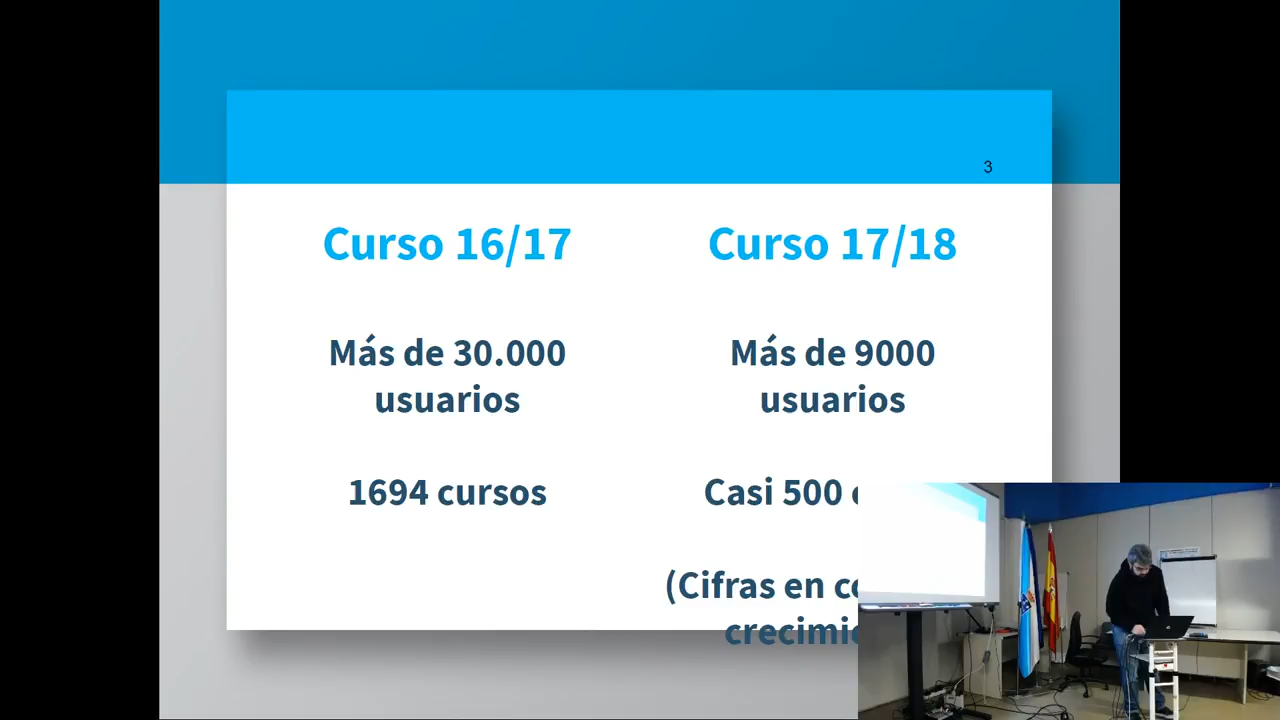 3
Curso 16/17
Más de 30.000
usuarios
1694 cursos
Curso 17/18
Más de 9000
usuarios
Casi 500
(Cifras en